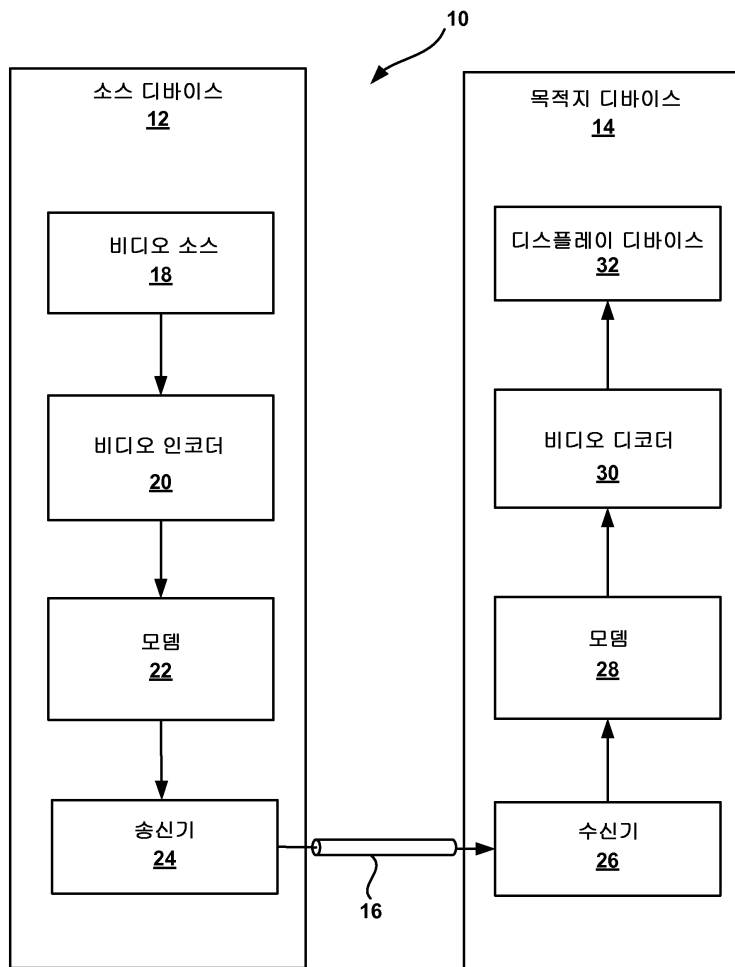 10
소스 디바이스
12
비디오 소스
18
비디오 인코더
20
모뎀
22
송신기
24
16
목적지 디바이스
14
디스플레이 디바이스
32
비디오 디코더
30
모뎀
28
수신기
26